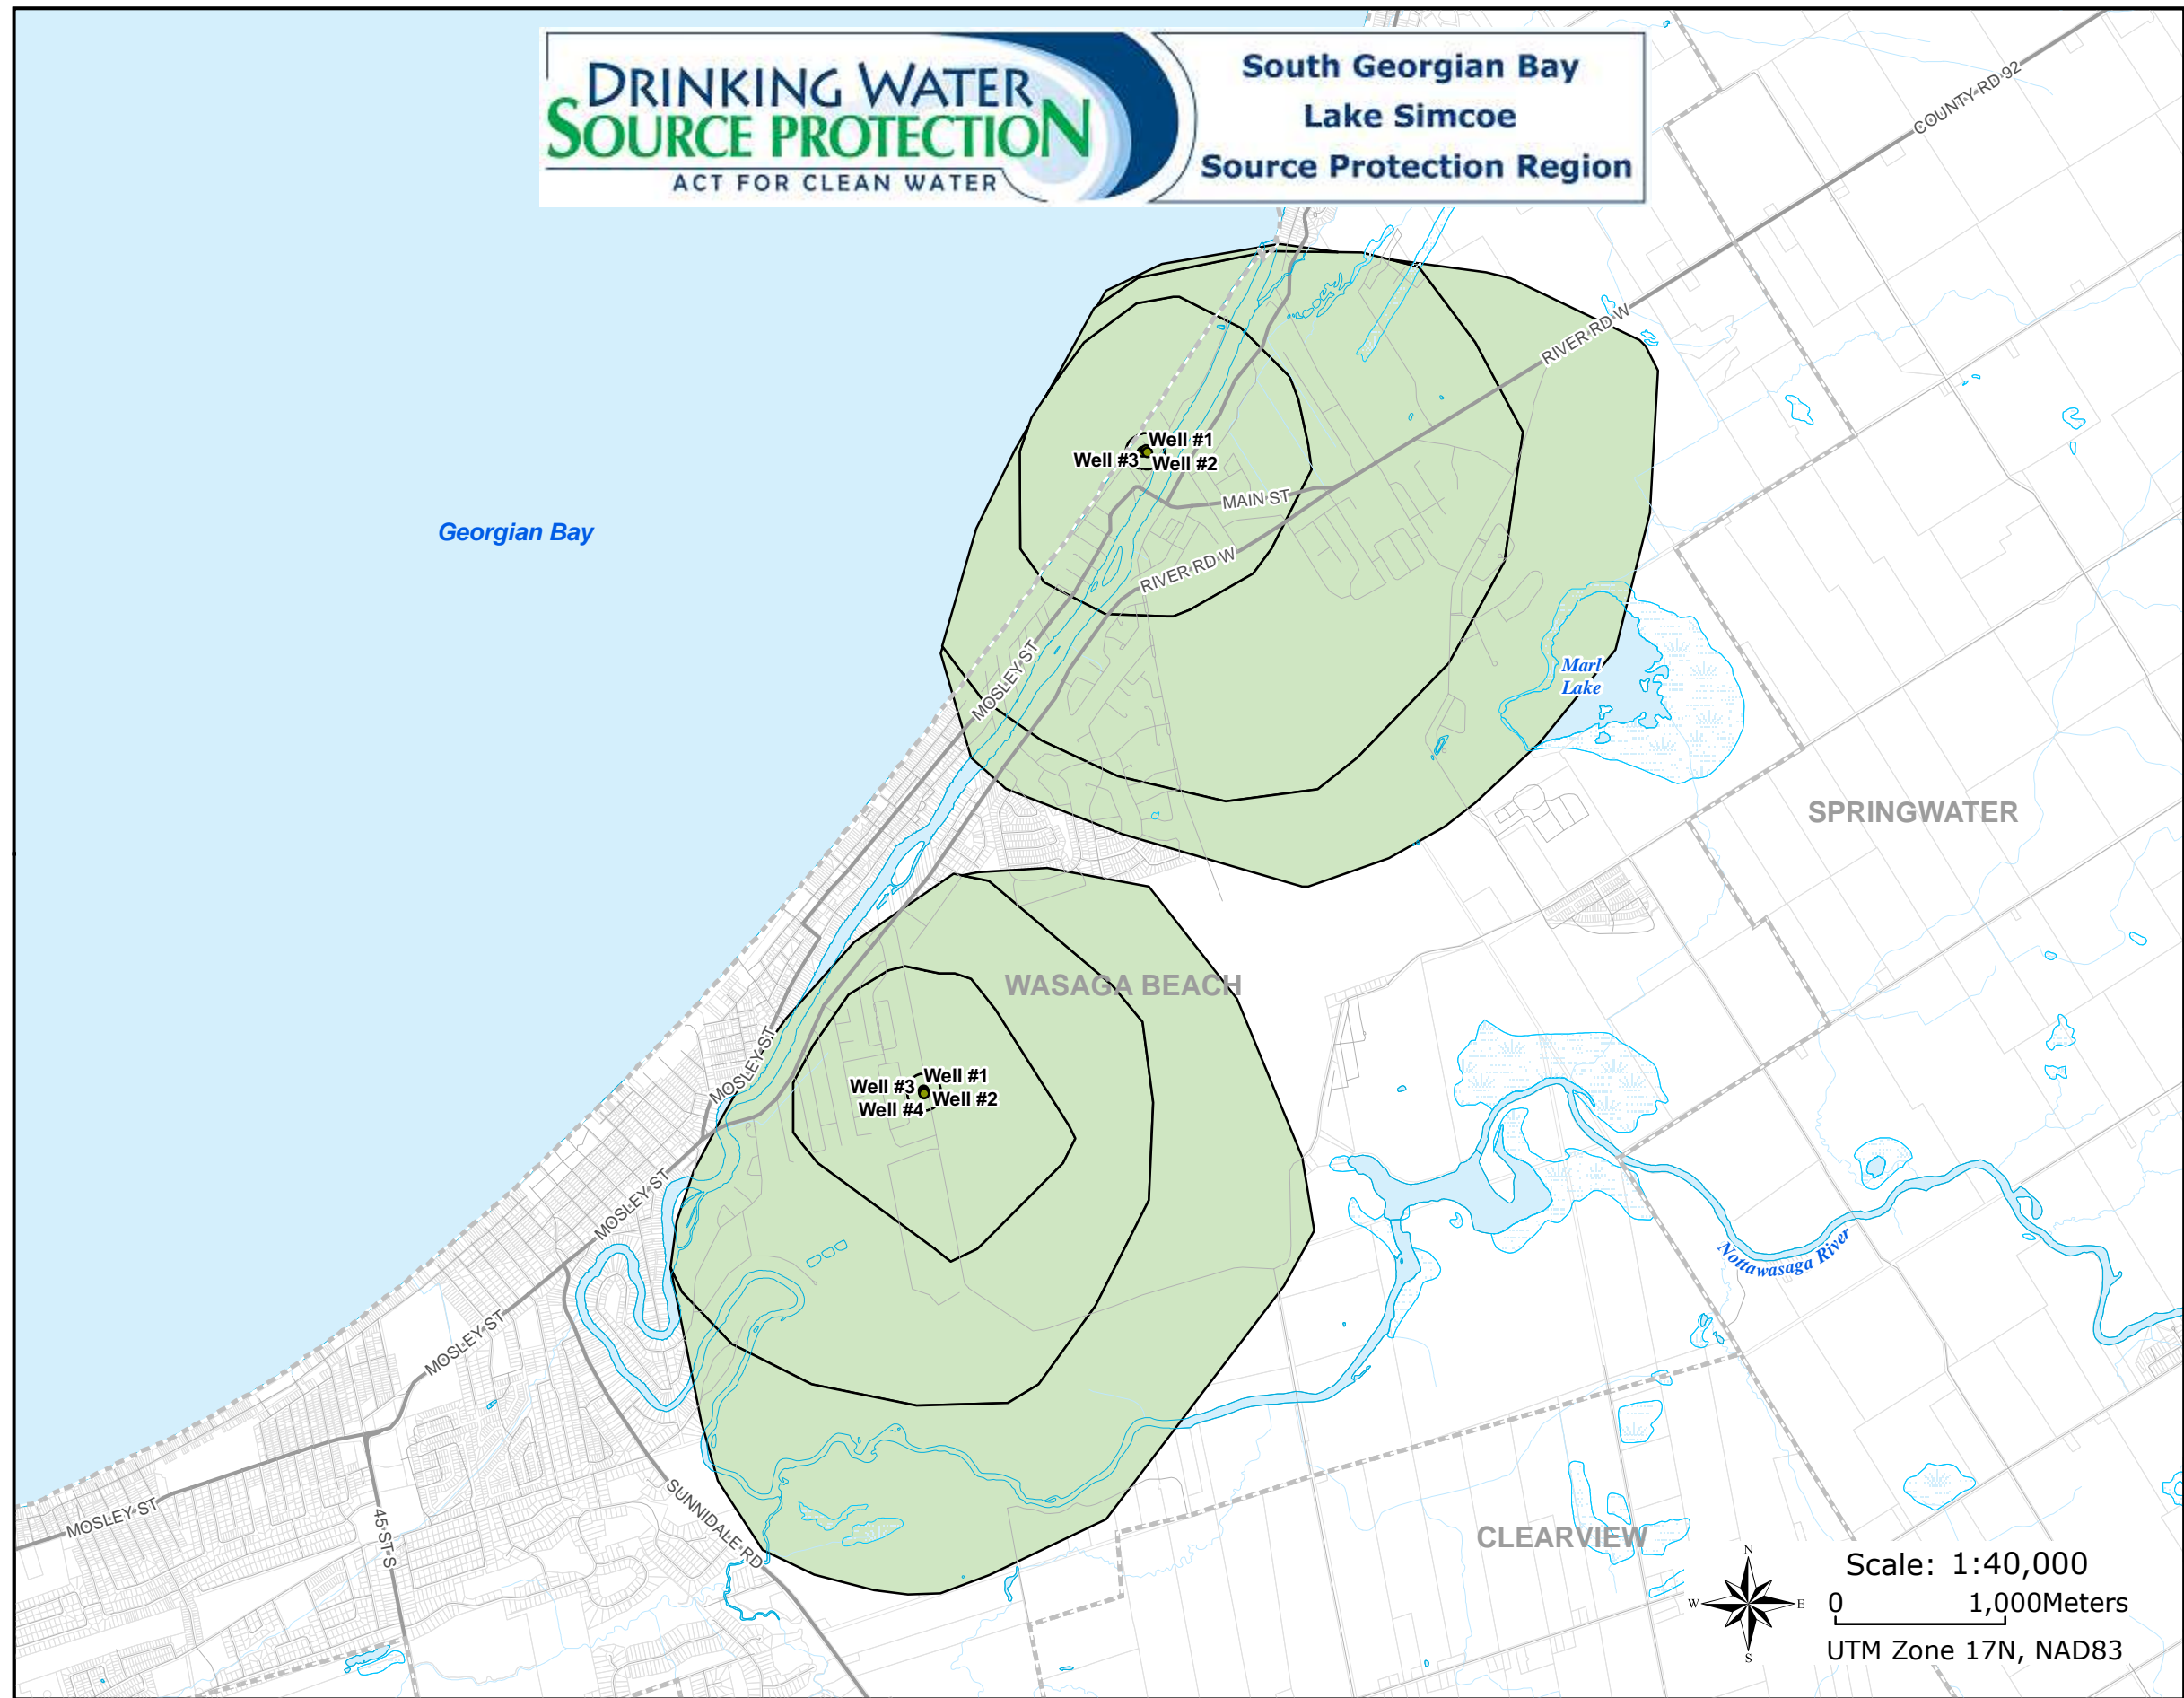 DRINKING WATER
SOURCE PROTECTION
ACT FOR CLEAN WATER
South Georgian Bay
Lake Simcoe
Source Protection Region
COUNTY RD 92
RIVER RD W
Well #1
Well #3
Well #2
MAIN ST
Georgian Bay
RIVER RD W
MOSLEY ST
Marl
Lake
SPRINGWATER
WASAGA BEACH
MOSLEY ST
Well #1
Well #3
Well #2
Well #4
MOSLEY ST
Nottawasaga River
MOSLEY ST
MOSLEY ST
45 ST S
SUNNIDALE RD
CLEARVIEW
N
W
E
S
Scale: 1:40,000
0 1,000Meters
UTM Zone 17N, NAD83